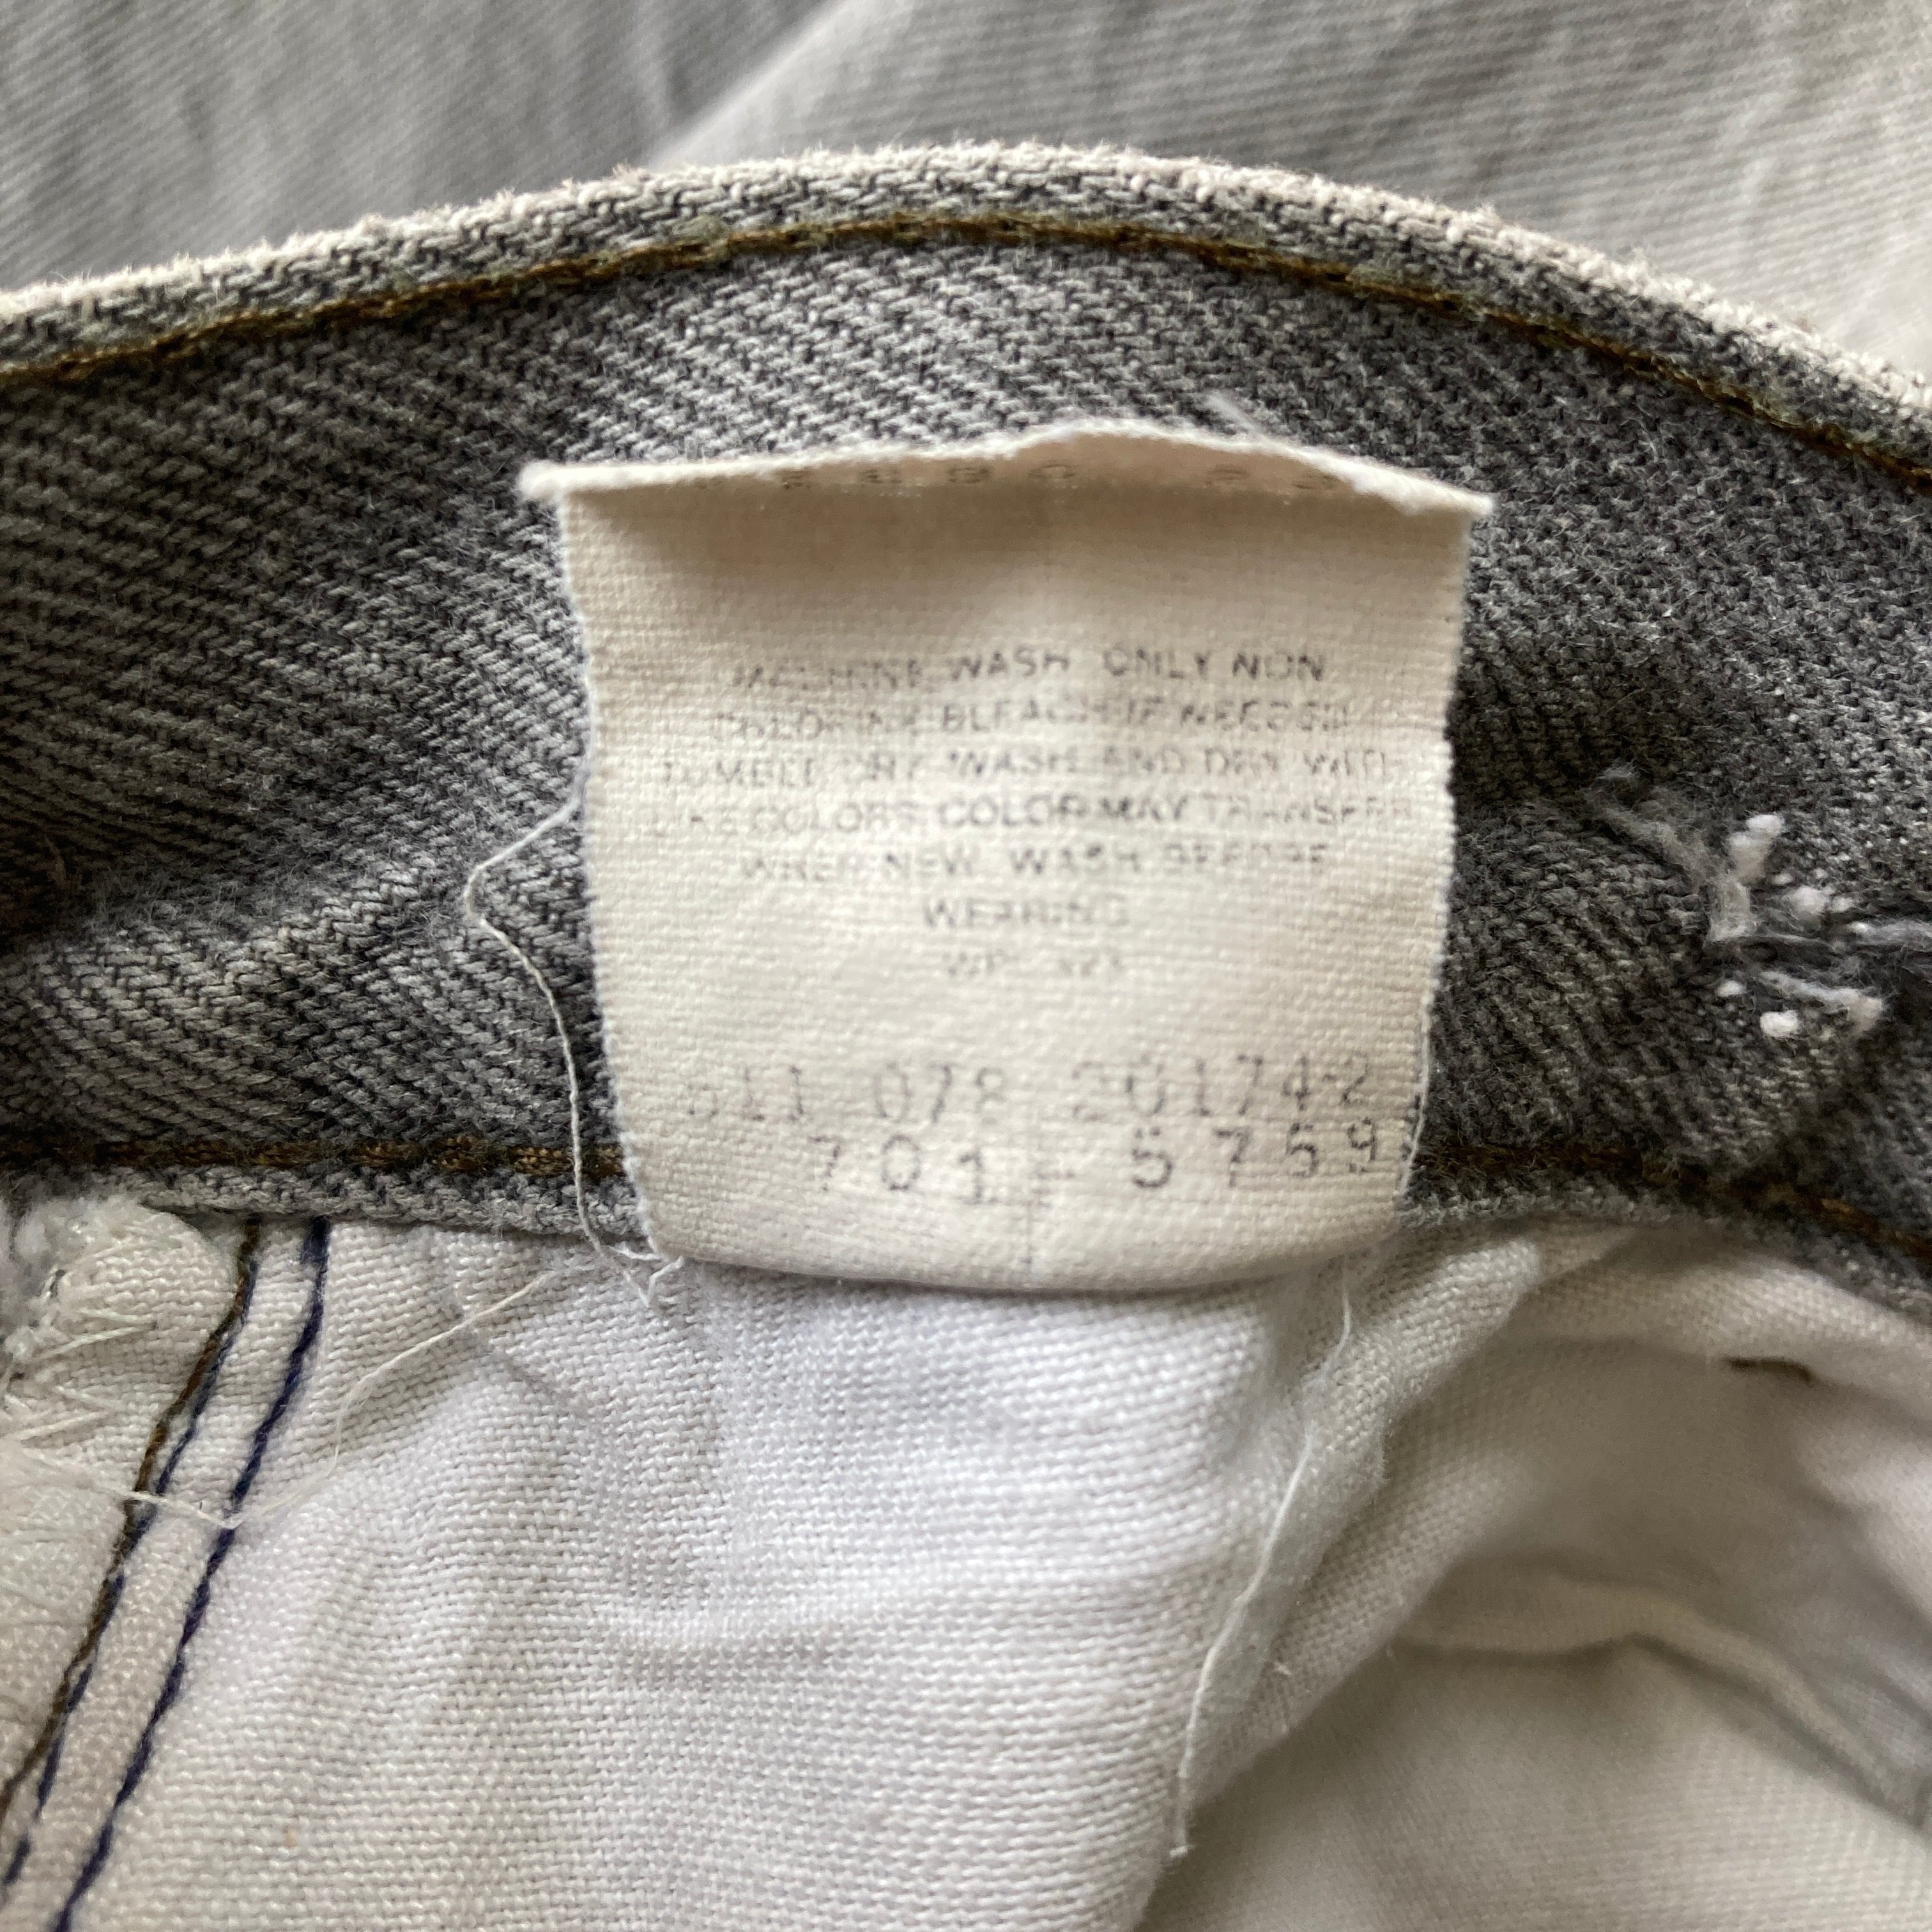 MACHINE WASH ONLY NON
CHLORINE BLEACH IF NEEDED
TUMBLE DRY WASH AND DRY WITH
LIKE COLORS COLOR MAY TRANSFER
WHEN NEW WASH BEFORE
WEARING
WP
511 078 201742
701 5759